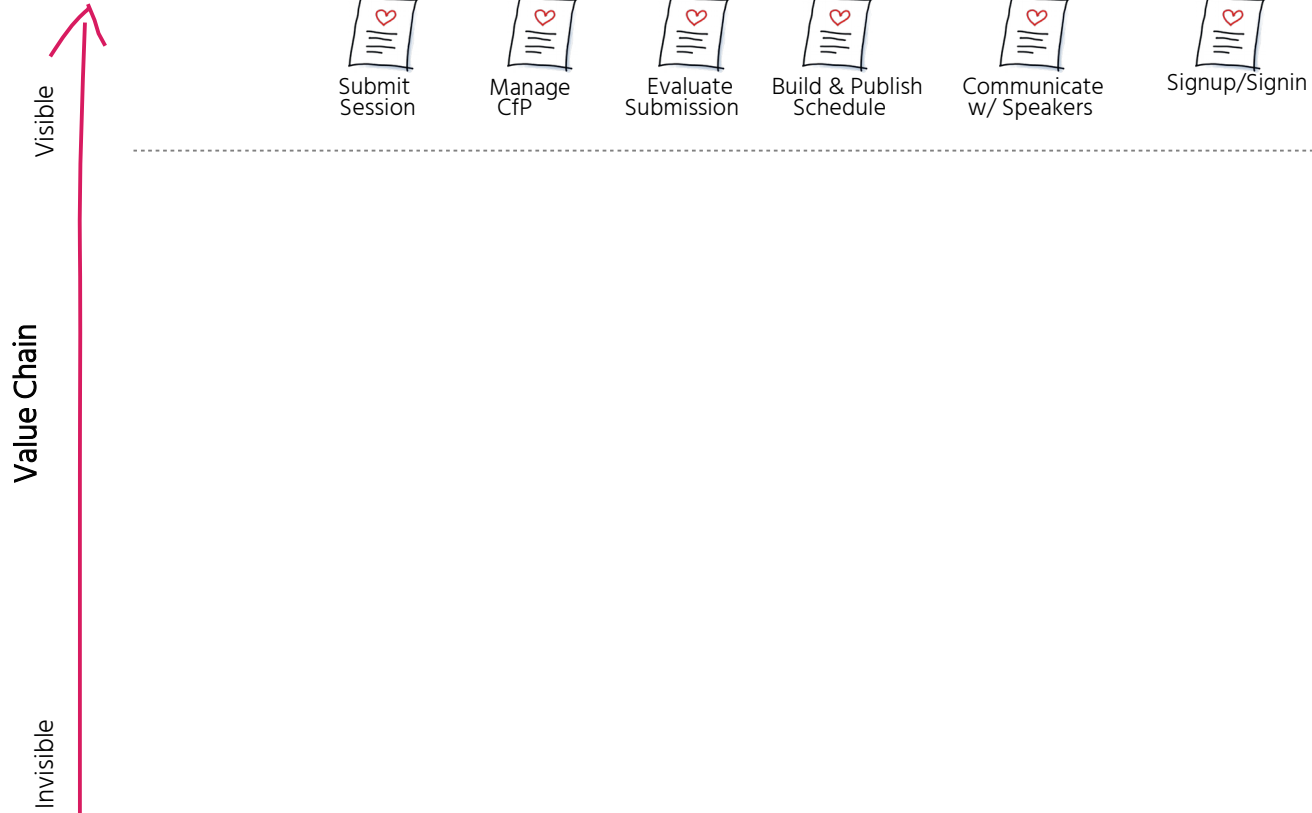 Submit
Session
Manage
CfP
Evaluate
Submission
Build & Publish
Schedule
Communicate
w/ Speakers
Signup/Signin
Visible
Value Chain
Invisible